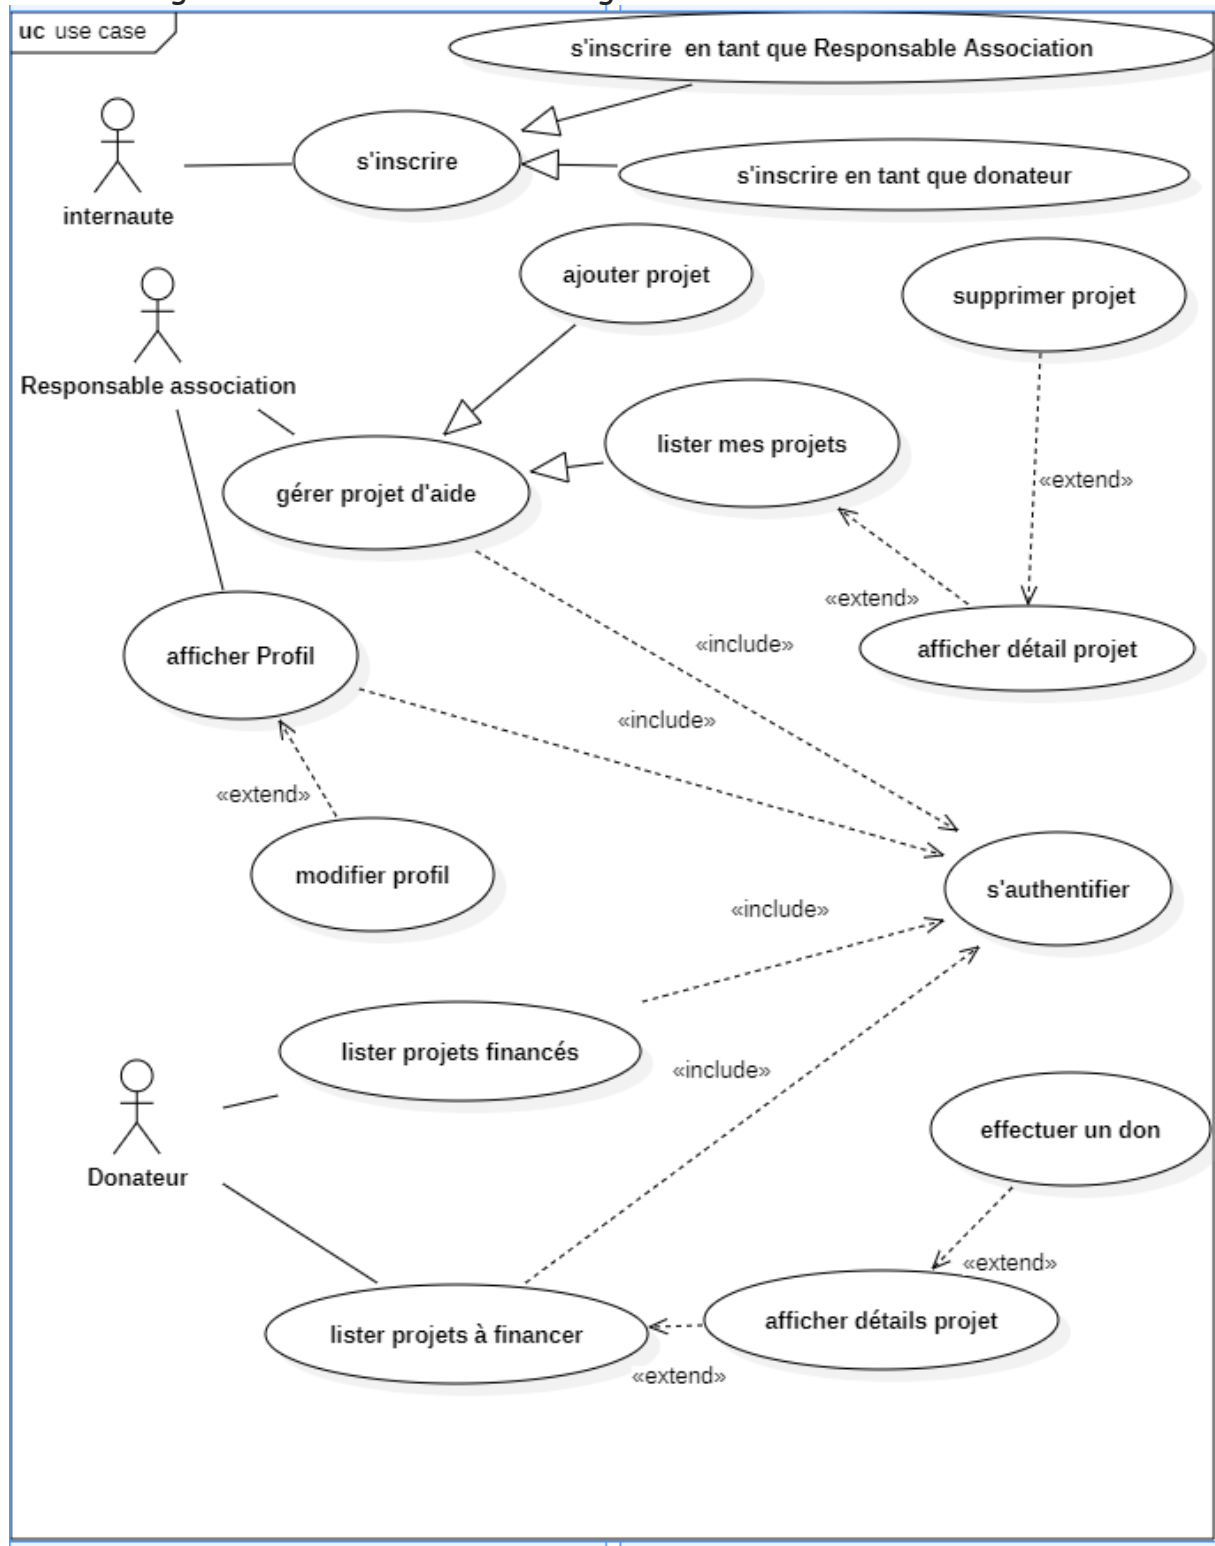 uc use case
s'inscrire en tant que Responsable Association
s'inscrire
s'inscrire en tant que donateur
internaute
ajouter projet
supprimer projet
Responsable association
lister mes projets
«extend»
gérer projet d'aide
«extend»
«include»
afficher détail projet
afficher Profil
«include»
«extend»
modifier profil
s'authentifier
«include»
lister projets financés
«include»
effectuer un don
Donateur
«extend»
afficher détails projet
lister projets à financer
«extend»